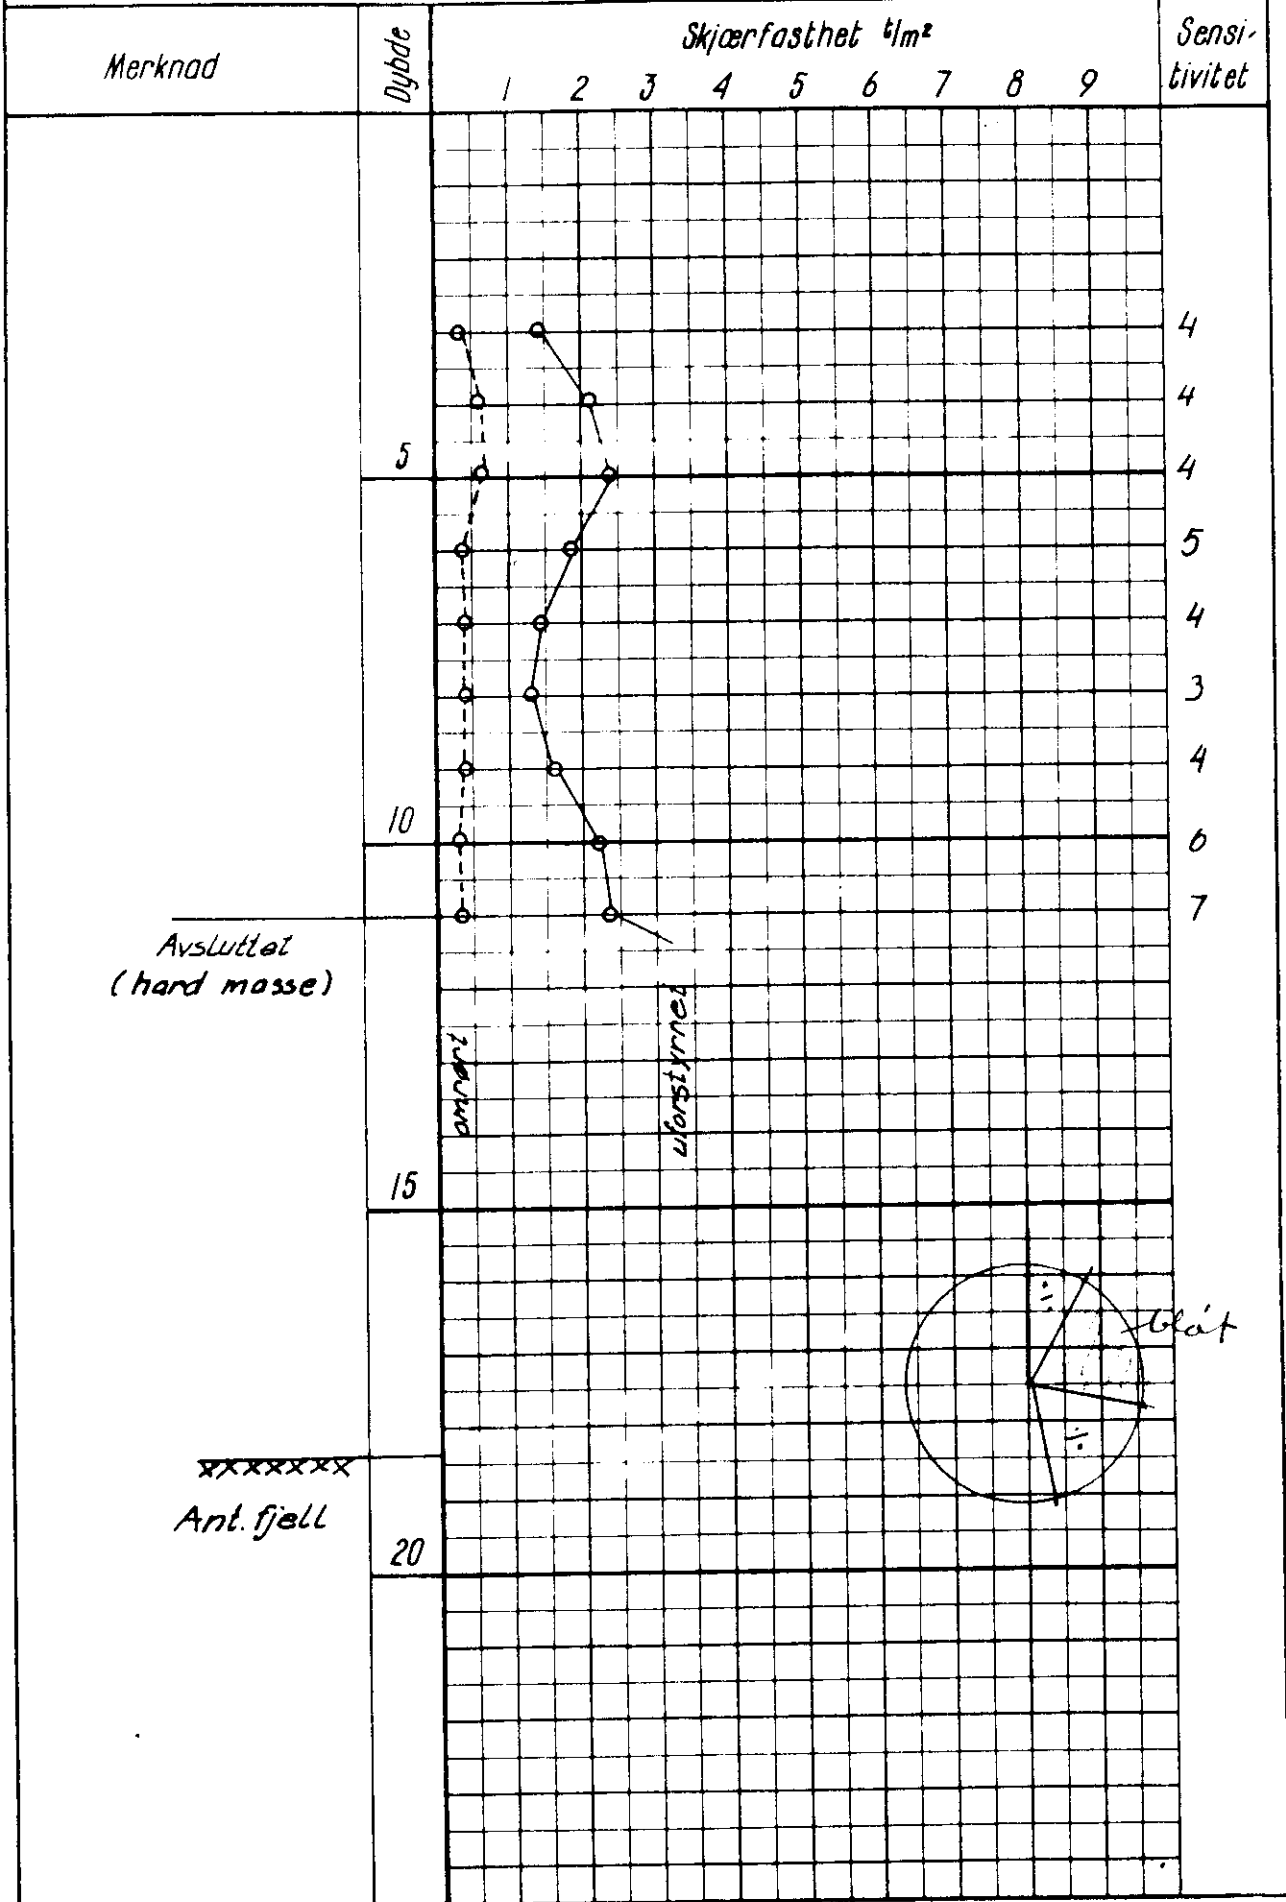 Merknad
Dybde
Skjærfasthet t/m²
Sensi-
tivitet
1 2 3 4 5 6 7 8 9
4
4
5
4
5
4
3
4
10
6
7
Avsluttet
(hard masse)
omrørt
uforstyrret
15
÷
blåt
÷
xxxxxxx
Ant. fjell
20